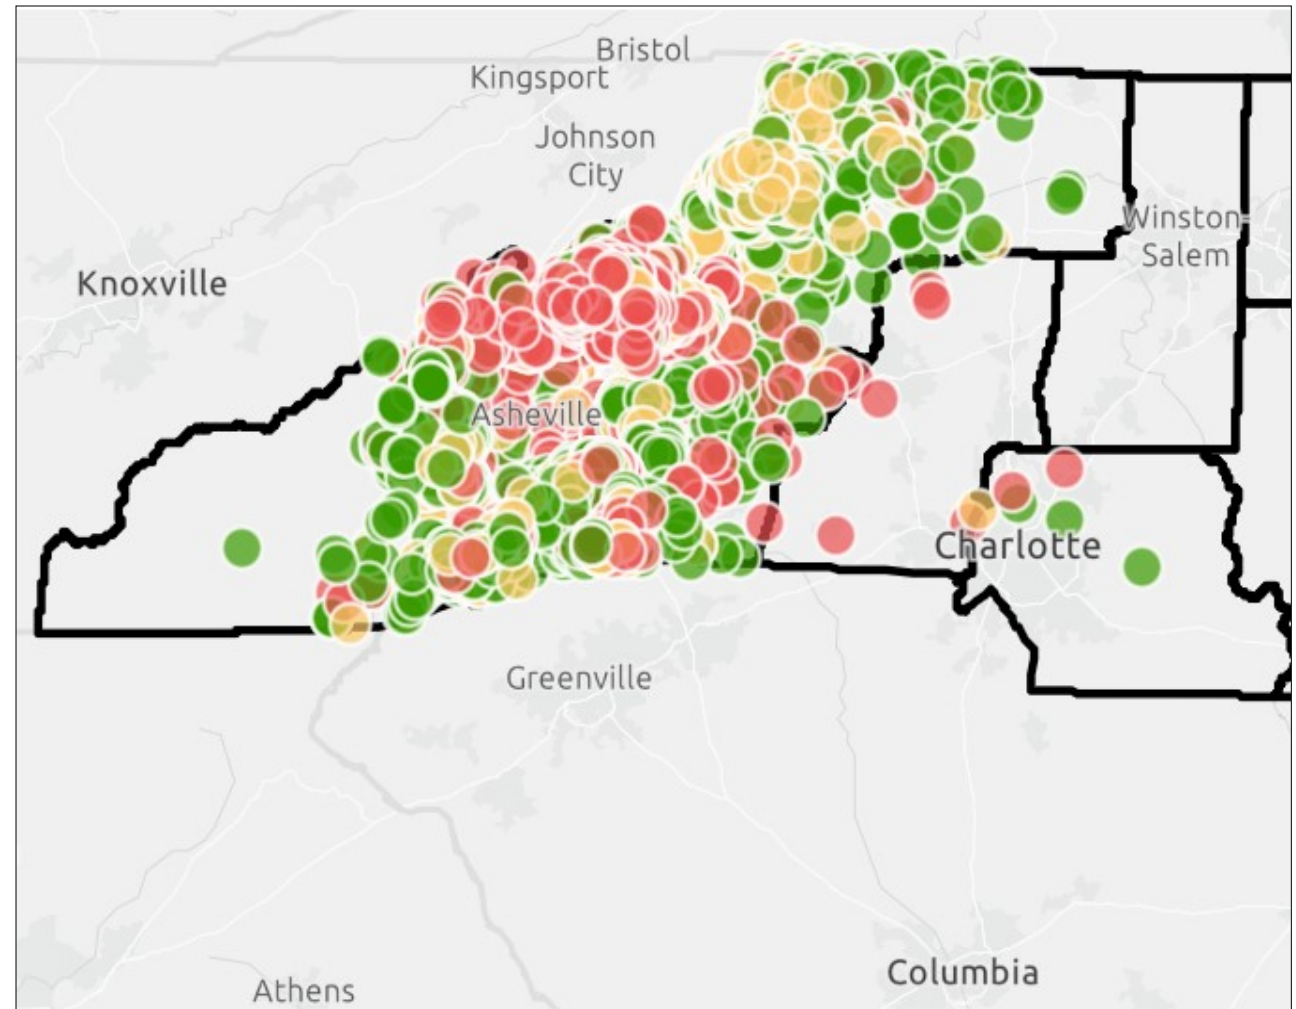 Bristol
Kingsport
Johnson
City
Winston-
Salem
Knoxville
Asheville
Charlotte
Greenville
Columbia
Athens